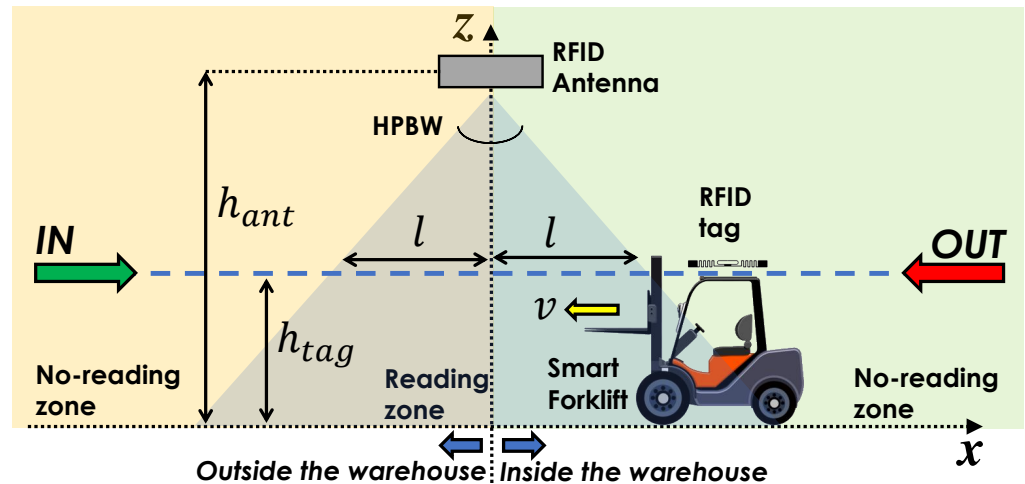 z
RFID
Antenna
HPBW
h_ant
RFID
tag
IN
l
l
OUT
v
h_tag
No-reading
zone
Reading
zone
Smart
Forklift
No-reading
zone
x
Outside the warehouse
Inside the warehouse